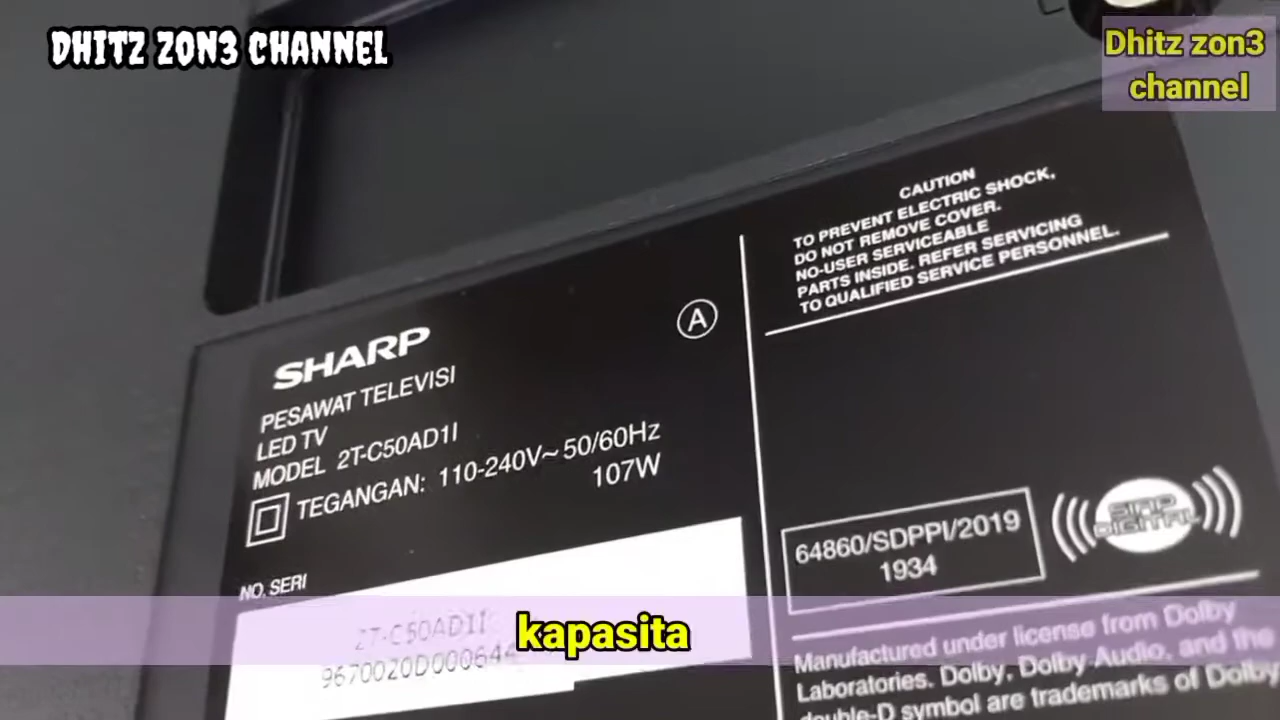 DHITZ ZON3 CHANNEL
Dhitz zon3
channel
CAUTION
TO PREVENT ELECTRIC SHOCK,
DO NOT REMOVE COVER.
NO-USER SERVICEABLE
PARTS INSIDE. REFER SERVICING
TO QUALIFIED SERVICE PERSONNEL.
A
SHARP
PESAWAT TELEVISI
LED TV
MODEL 2T-C50AD1I
TEGANGAN: 110-240V~ 50/60Hz
107W
64860/SDPPI/2019
1934
SIAP
DIGITAL
NO. SERI
2T-C50AD1I
kapasita
Manufactured under license from Dolby
Laboratories. Dolby, Dolby Audio, and the
double-D symbol are trademarks of Dolby